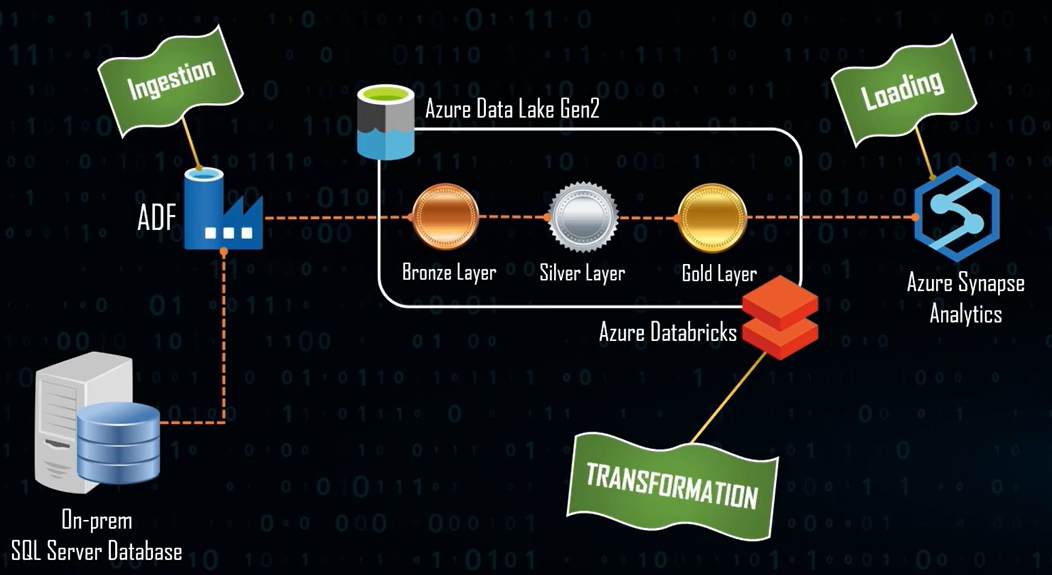 Ingestion
Loading
Azure Data Lake Gen2
ADF
Bronze Layer
Silver Layer
Gold Layer
Azure Synapse
Analytics
Azure Databricks
TRANSFORMATION
On-prem
SQL Server Database